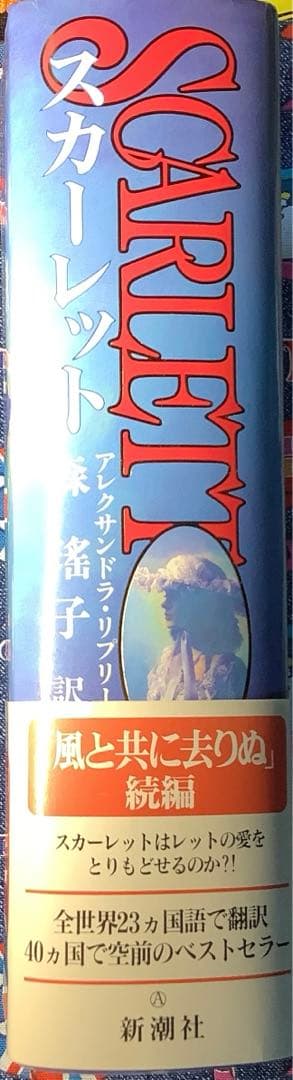 SCARLETT
スカーレット
アレクサンドラ・リプリー
森 瑤子 訳
「風と共に去りぬ」
続編
スカーレットはレットの愛を
とりもどせるのか?!
全世界23ヵ国語で翻訳
40ヵ国で空前のベストセラー
Ⓐ
新潮社